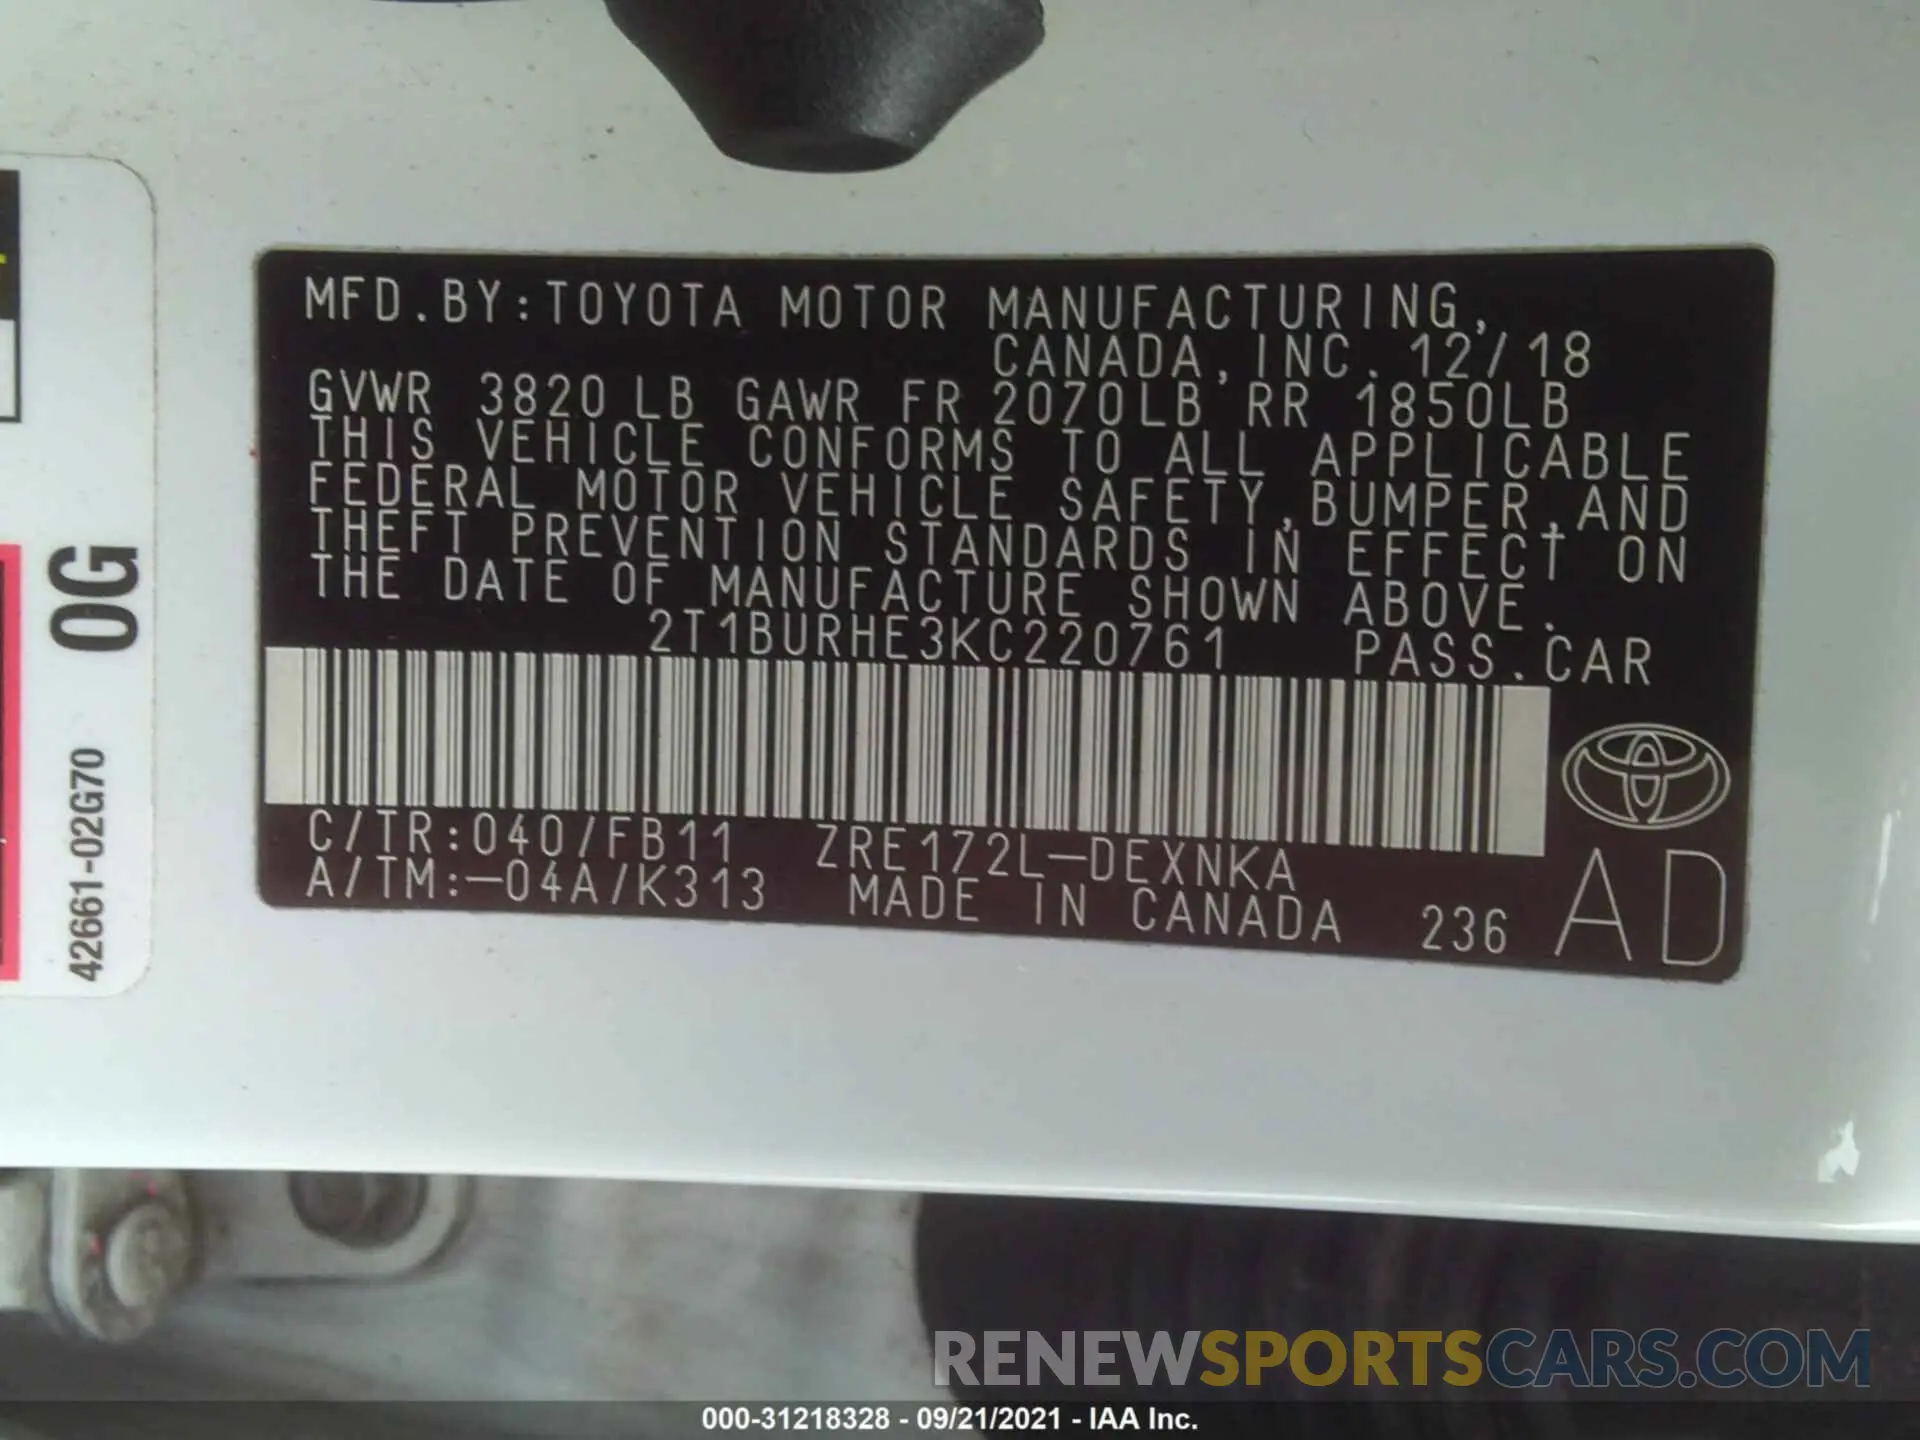 MFD.BY:TOYOTA MOTOR MANUFACTURING,
CANADA,INC. 12/18
GVWR 3820LB GAWR FR 2070LB RR 1850LB
THIS VEHICLE CONFORMS TO ALL APPLICABLE
FEDERAL MOTOR VEHICLE SAFETY,BUMPER,AND
THEFT PREVENTION STANDARDS IN EFFECT ON
THE DATE OF MANUFACTURE SHOWN ABOVE.
2T1BURHE3KC220761 PASS.CAR
C/TR:040/FB11 ZRE172L-DEXNKA
A/TM:-04A/K313 MADE IN CANADA 236 AD
0G
42661-02G70
RENEWSPORTSCARS.COM
000-31218328 - 09/21/2021 - IAA Inc.